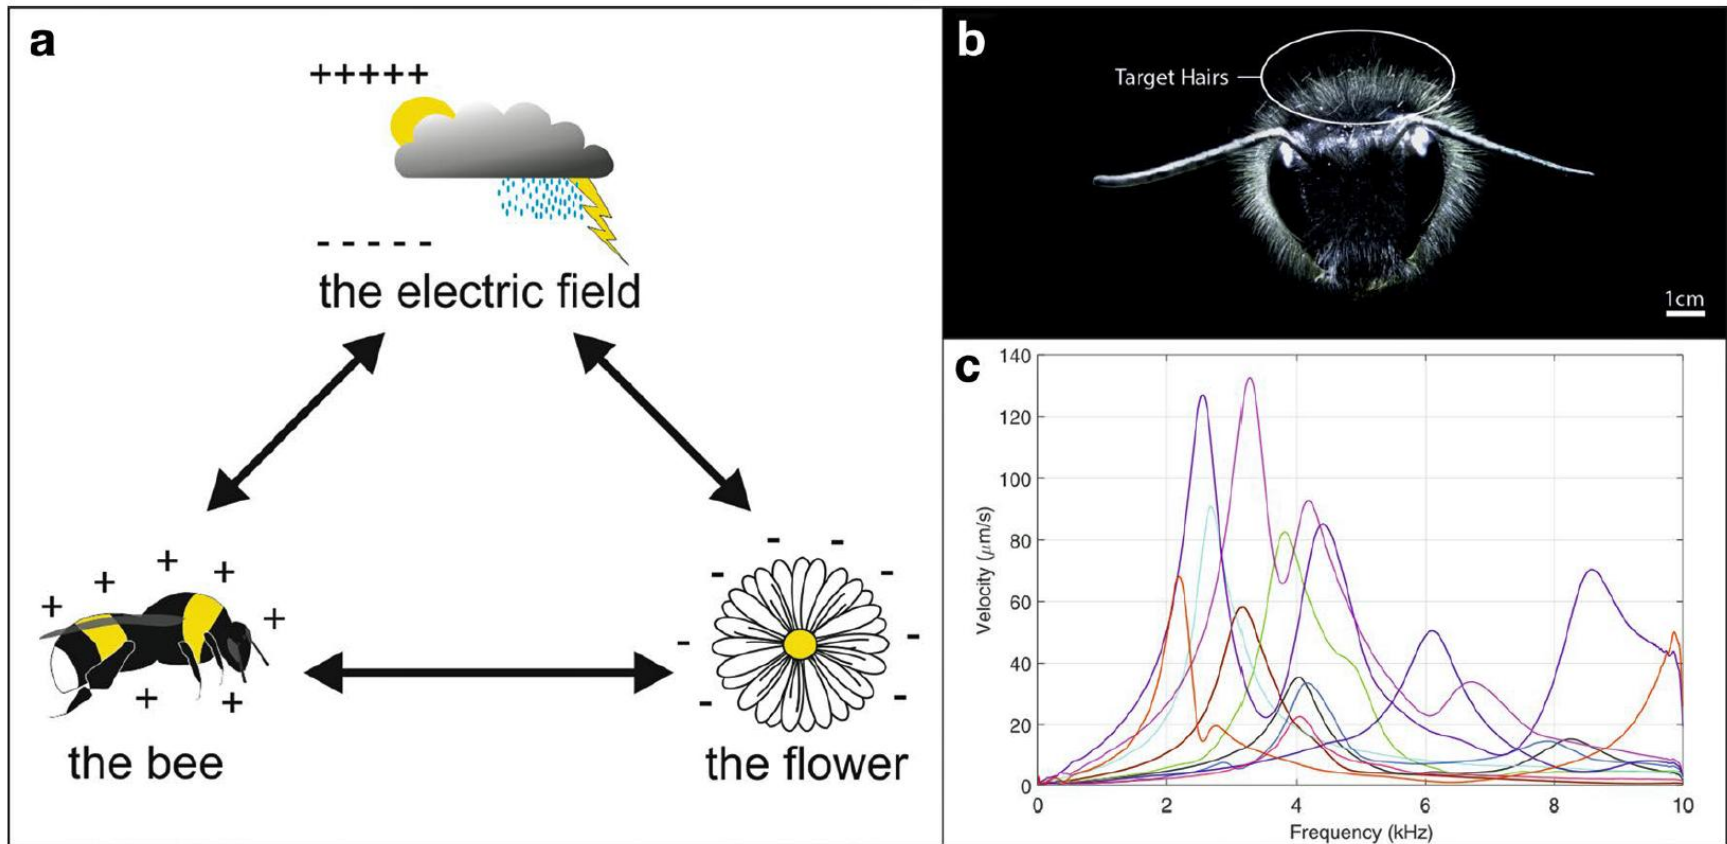 a
+++++
- - - - -
the electric field
+ + + + + + +
- - - - - - - -
the bee
the flower
b
Target Hairs
1cm
c
140
120
100
80
60
40
20
0
Velocity (μm/s)
0 2 4 6 8 10
Frequency (kHz)